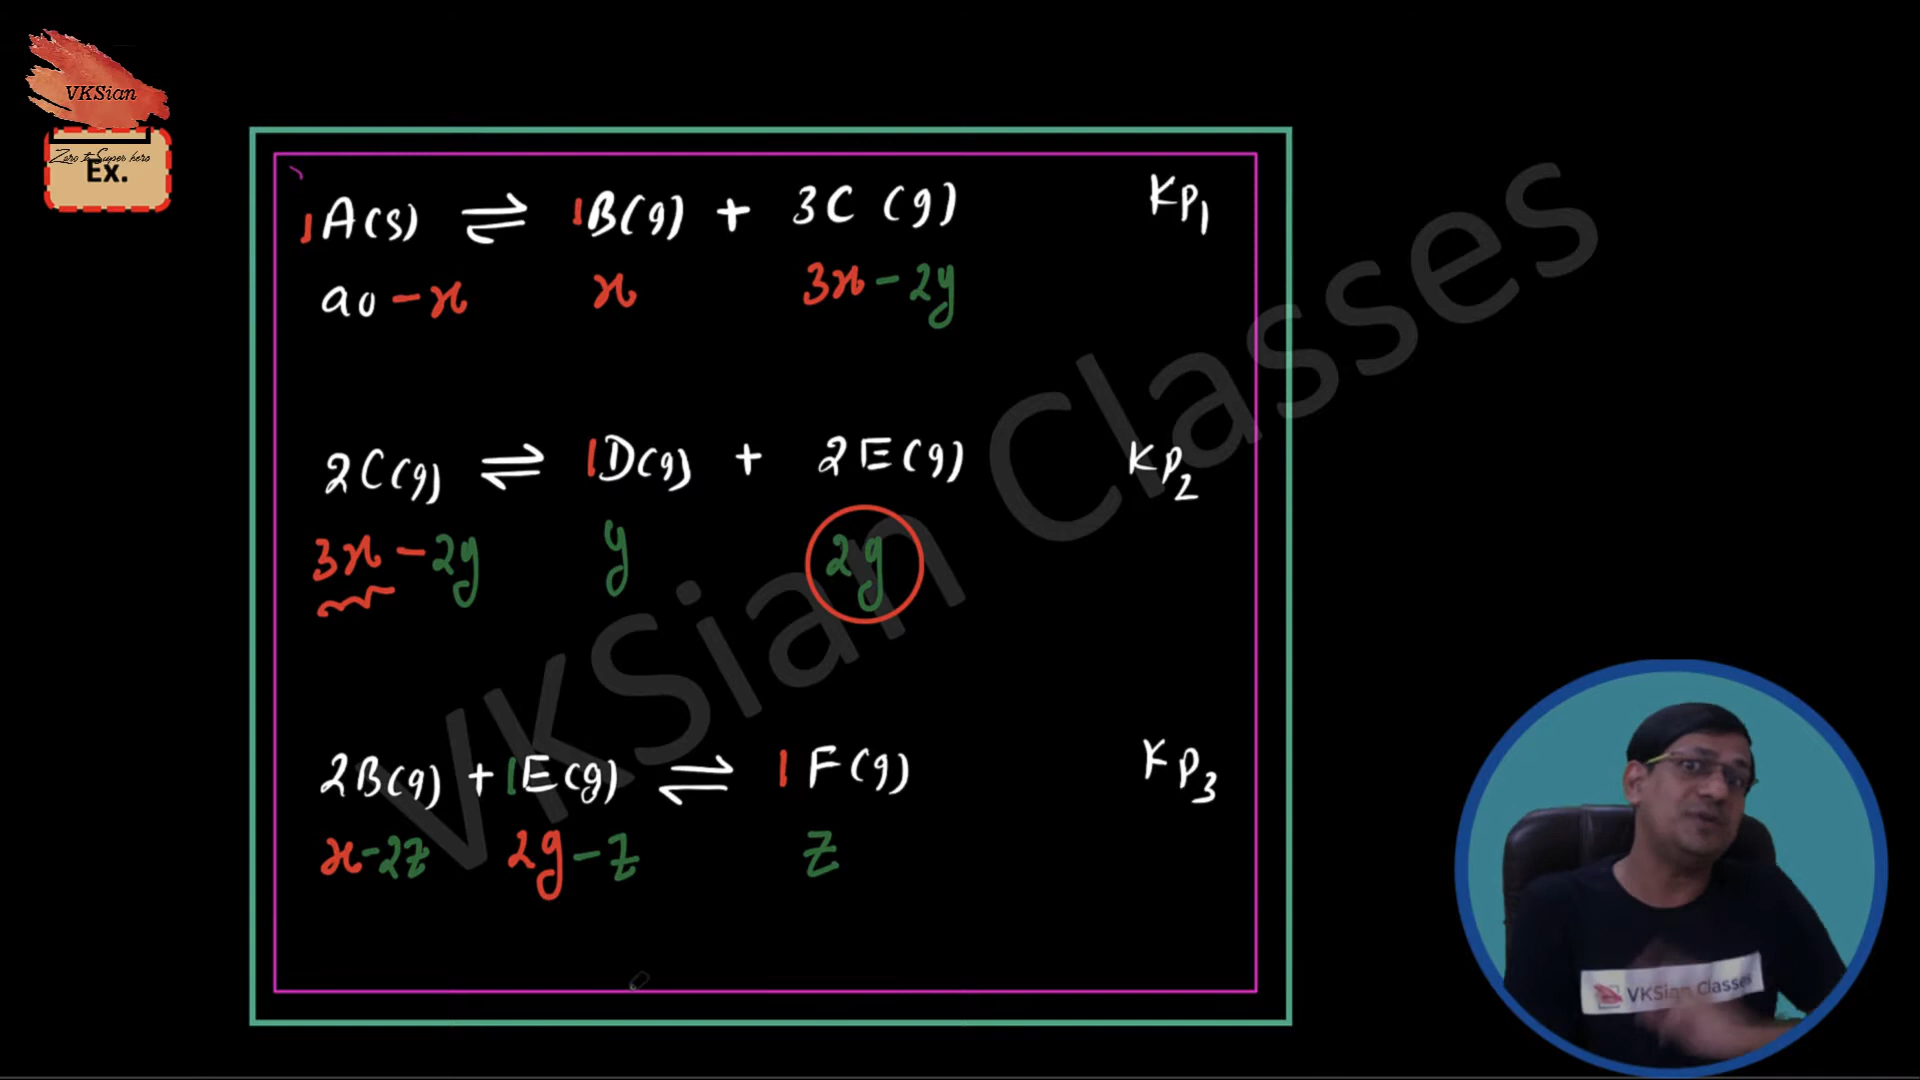 VKSian
Zero to Super hero
Ex.
1A(s) ⇌ 1B(g) + 3C (g) Kp1
a0 - x x 3x - 2y
2C(g) ⇌ 1D(g) + 2E(g) Kp2
3x - 2y y 2y
2B(g) + 1E(g) ⇌ 1 F(g) Kp3
x - 2z 2y - z z
VKSian Classes
VKSian Classes